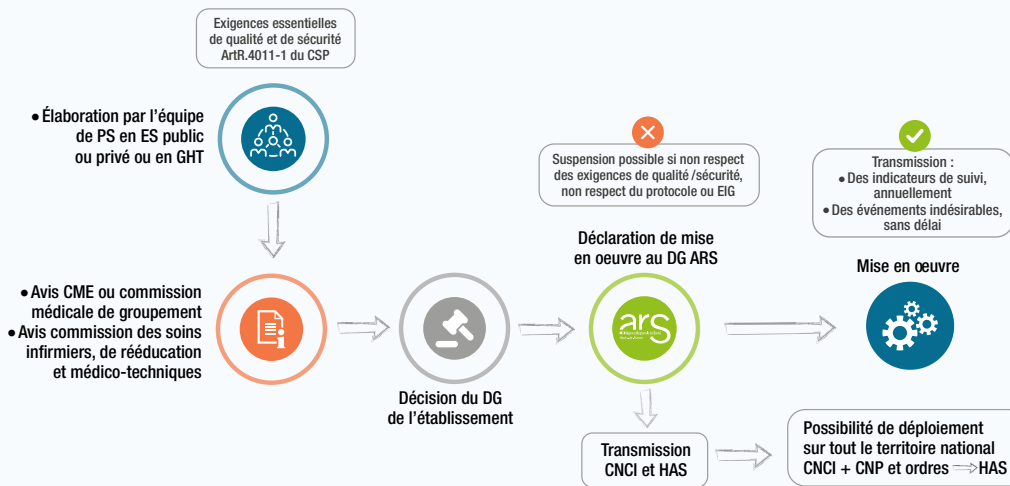 Exigences essentielles
de qualité et de sécurité
ArtR.4011-1 du CSP
• Élaboration par l'équipe
de PS en ES public
ou privé ou en GHT
• Avis CME ou commission
médicale de groupement
• Avis commission des soins
infirmiers, de rééducation
et médico-techniques
Décision du DG
de l'établissement
Suspension possible si non respect
des exigences de qualité /sécurité,
non respect du protocole ou EIG
Déclaration de mise
en oeuvre au DG ARS
ars
Transmission :
• Des indicateurs de suivi,
annuellement
• Des événements indésirables,
sans délai
Mise en œuvre
Transmission
CNCI et HAS
Possibilité de déploiement
sur tout le territoire national
CNCI + CNP et ordres ⟹ HAS